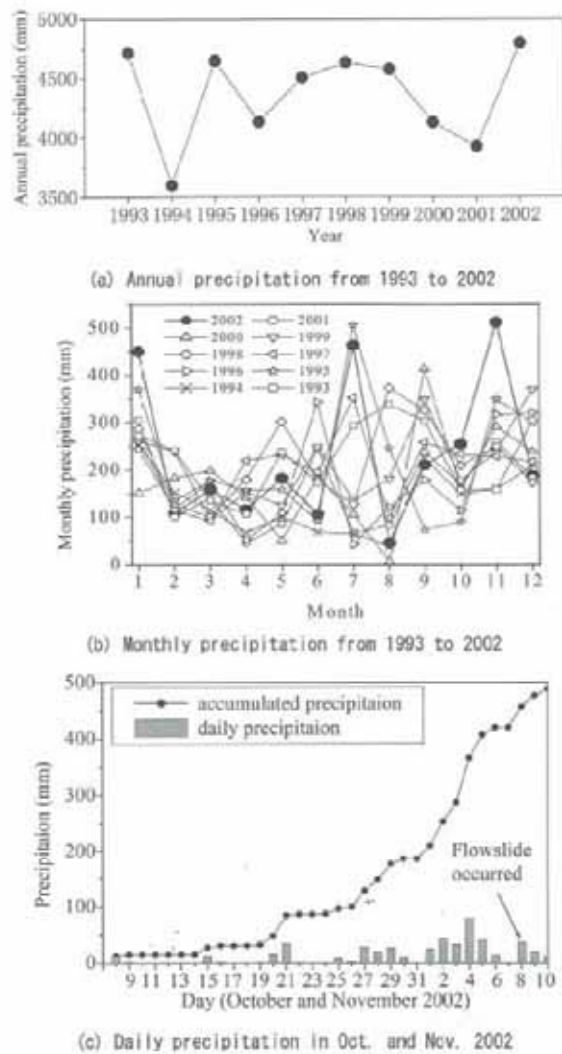 5000
4500
4000
3500
Annual precipitation (mm)
1993 1994 1995 1996 1997 1998 1999 2000 2001 2002
Year
(a) Annual precipitation from 1993 to 2002
500
400
300
200
100
0
Monthly precipitation (mm)
2002 2001
2000 1999
1998 1997
1996 1995
1994 1993
1 2 3 4 5 6 7 8 9 10 11 12
Month
(b) Monthly precipitation from 1993 to 2002
500
400
300
200
100
0
Precipitaion (mm)
accumulated precipitaion
daily precipitaion
Flowslide
occurred
9 11 13 15 17 19 21 23 25 27 29 31 2 4 6 8 10
Day (October and November 2002)
(c) Daily precipitation in Oct. and Nov. 2002